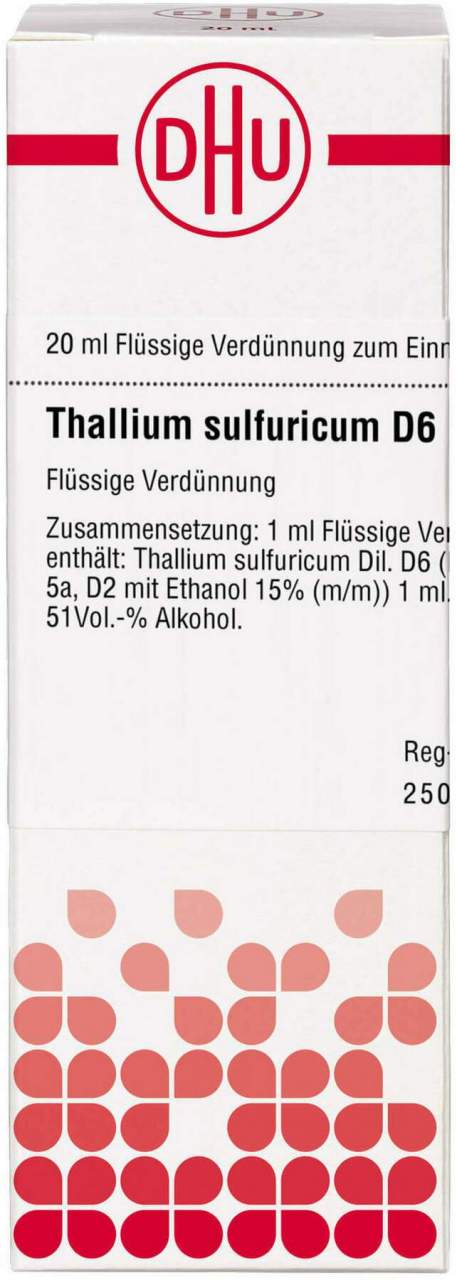 20 ml
DHU
20 ml Flüssige Verdünnung zum Einn
Thallium sulfuricum D6
Flüssige Verdünnung
Zusammensetzung: 1 ml Flüssige Ver
enthält: Thallium sulfuricum Dil. D6 (
5a, D2 mit Ethanol 15% (m/m)) 1 ml.
51Vol.-% Alkohol.
Reg-
250